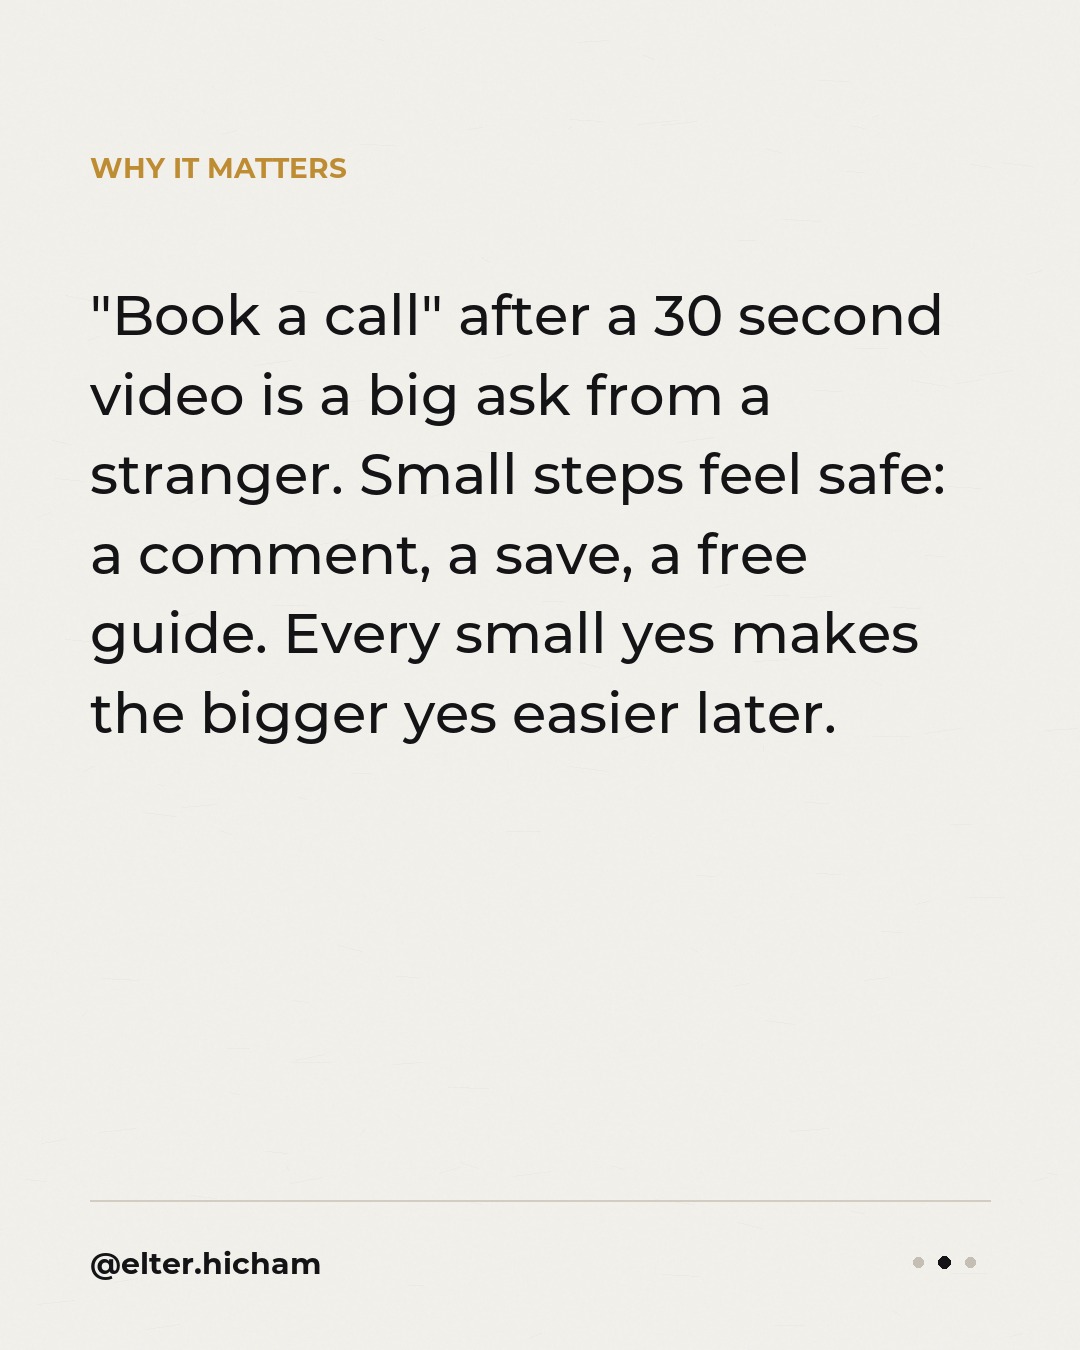 WHY IT MATTERS
"Book a call" after a 30 second
video is a big ask from a
stranger. Small steps feel safe:
a comment, a save, a free
guide. Every small yes makes
the bigger yes easier later.
@elter.hicham